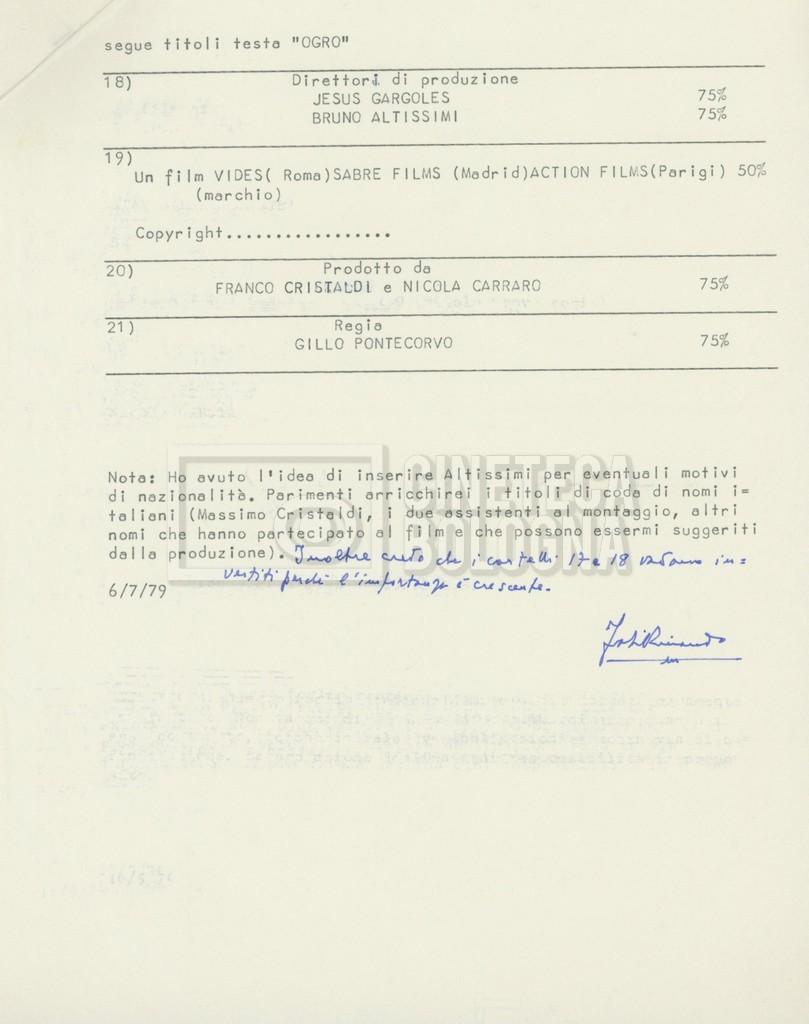 segue titoli testa "OGRO"
18) Direttori di produzione
JESUS GARGOLES 75%
BRUNO ALTISSIMI 75%
19)
Un film VIDES( Roma)SABRE FILMS (Madrid)ACTION FILMS(Parigi) 50%
(marchio)
Copyright.................
20) Prodotto da
FRANCO CRISTALDI e NICOLA CARRARO 75%
21) Regia
GILLO PONTECORVO 75%
CINETECA
BOLOGNA
Nota: Ho avuto l'idea di inserire Altissimi per eventuali motivi
di nazionalità. Parimenti arricchirei i titoli di coda di nomi i=
taliani (Massimo Cristaldi, i due assistenti al montaggio, altri
nomi che hanno partecipato al film e che possono essermi suggeriti
dalla produzione). Inoltre credo che i cartelli 17 e 18 vadano in=
vertiti perchè l'importanza è crescente.
6/7/79